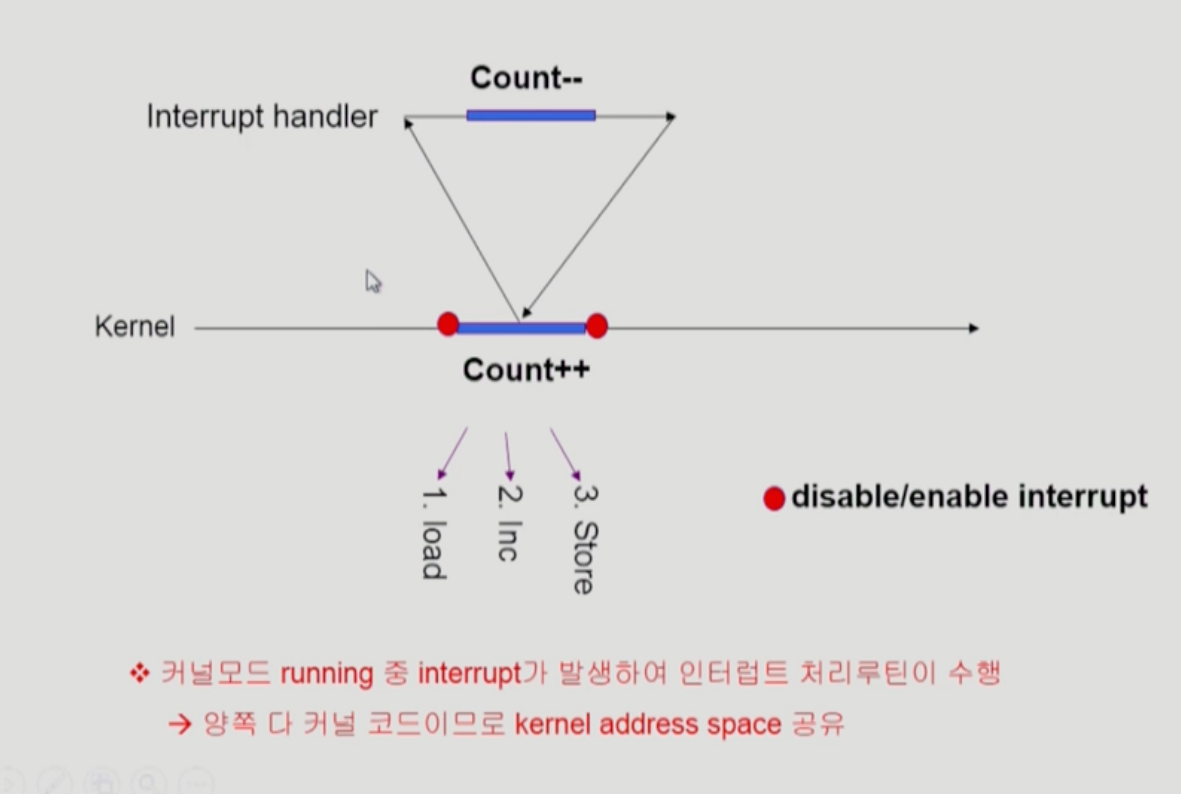 Count--
Interrupt handler
Kernel
Count++
1. load
2. Inc
3. Store
disable/enable interrupt
❖ 커널모드 running 중 interrupt가 발생하여 인터럽트 처리루틴이 수행
→ 양쪽 다 커널 코드이므로 kernel address space 공유